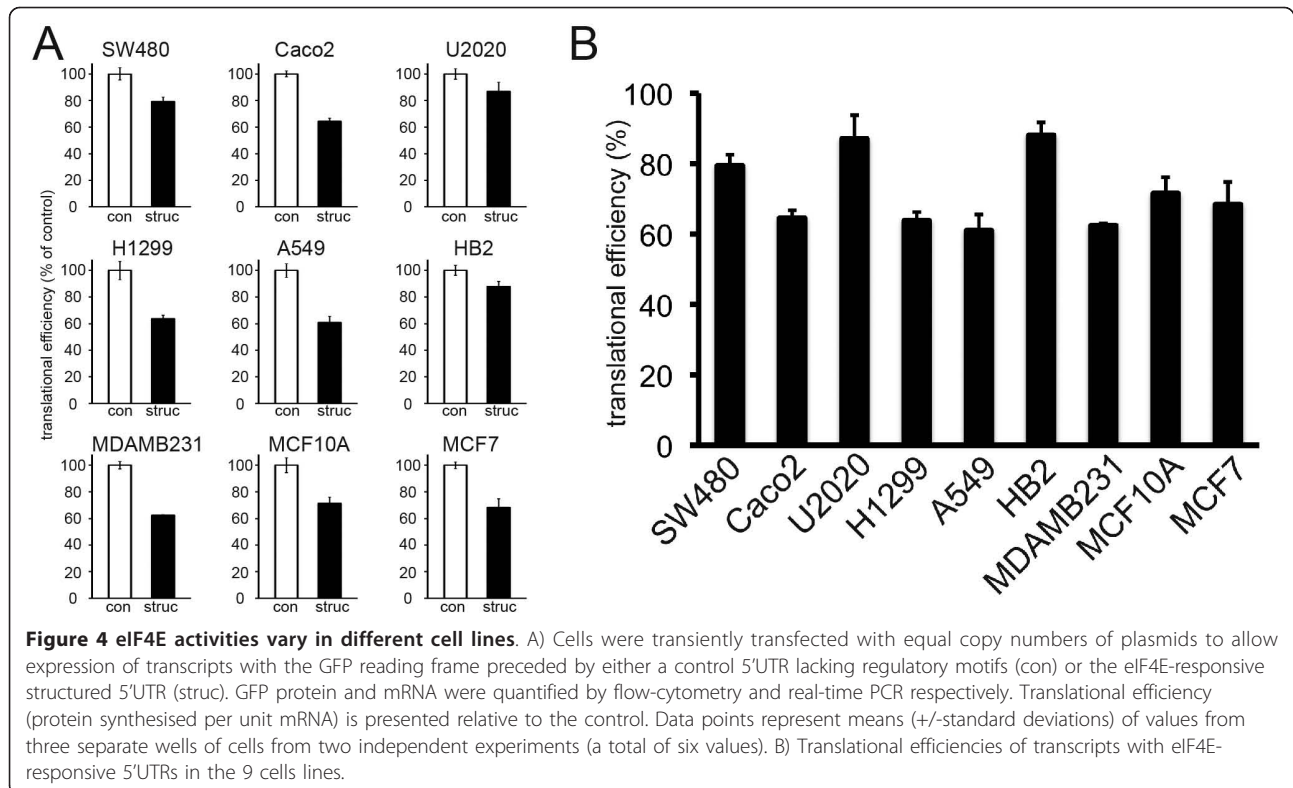 A
SW480
Caco2
U2020
100
80
60
40
20
0
con struc
100
80
60
40
20
0
con struc
100
80
60
40
20
0
con struc
translational efficiency (% of control)
H1299
A549
HB2
100
80
60
40
20
0
con struc
100
80
60
40
20
0
con struc
100
80
60
40
20
0
con struc
MDAMB231
MCF10A
MCF7
100
80
60
40
20
0
con struc
100
80
60
40
20
0
con struc
100
80
60
40
20
0
con struc
B
translational efficiency (%)
100
80
60
40
20
0
SW480
Caco2
U2020
H1299
A549
HB2
MDAMB231
MCF10A
MCF7
Figure 4 eIF4E activities vary in different cell lines. A) Cells were transiently transfected with equal copy numbers of plasmids to allow
expression of transcripts with the GFP reading frame preceded by either a control 5'UTR lacking regulatory motifs (con) or the eIF4E-responsive
structured 5'UTR (struc). GFP protein and mRNA were quantified by flow-cytometry and real-time PCR respectively. Translational efficiency
(protein synthesised per unit mRNA) is presented relative to the control. Data points represent means (+/-standard deviations) of values from
three separate wells of cells from two independent experiments (a total of six values). B) Translational efficiencies of transcripts with eIF4E-
responsive 5'UTRs in the 9 cells lines.